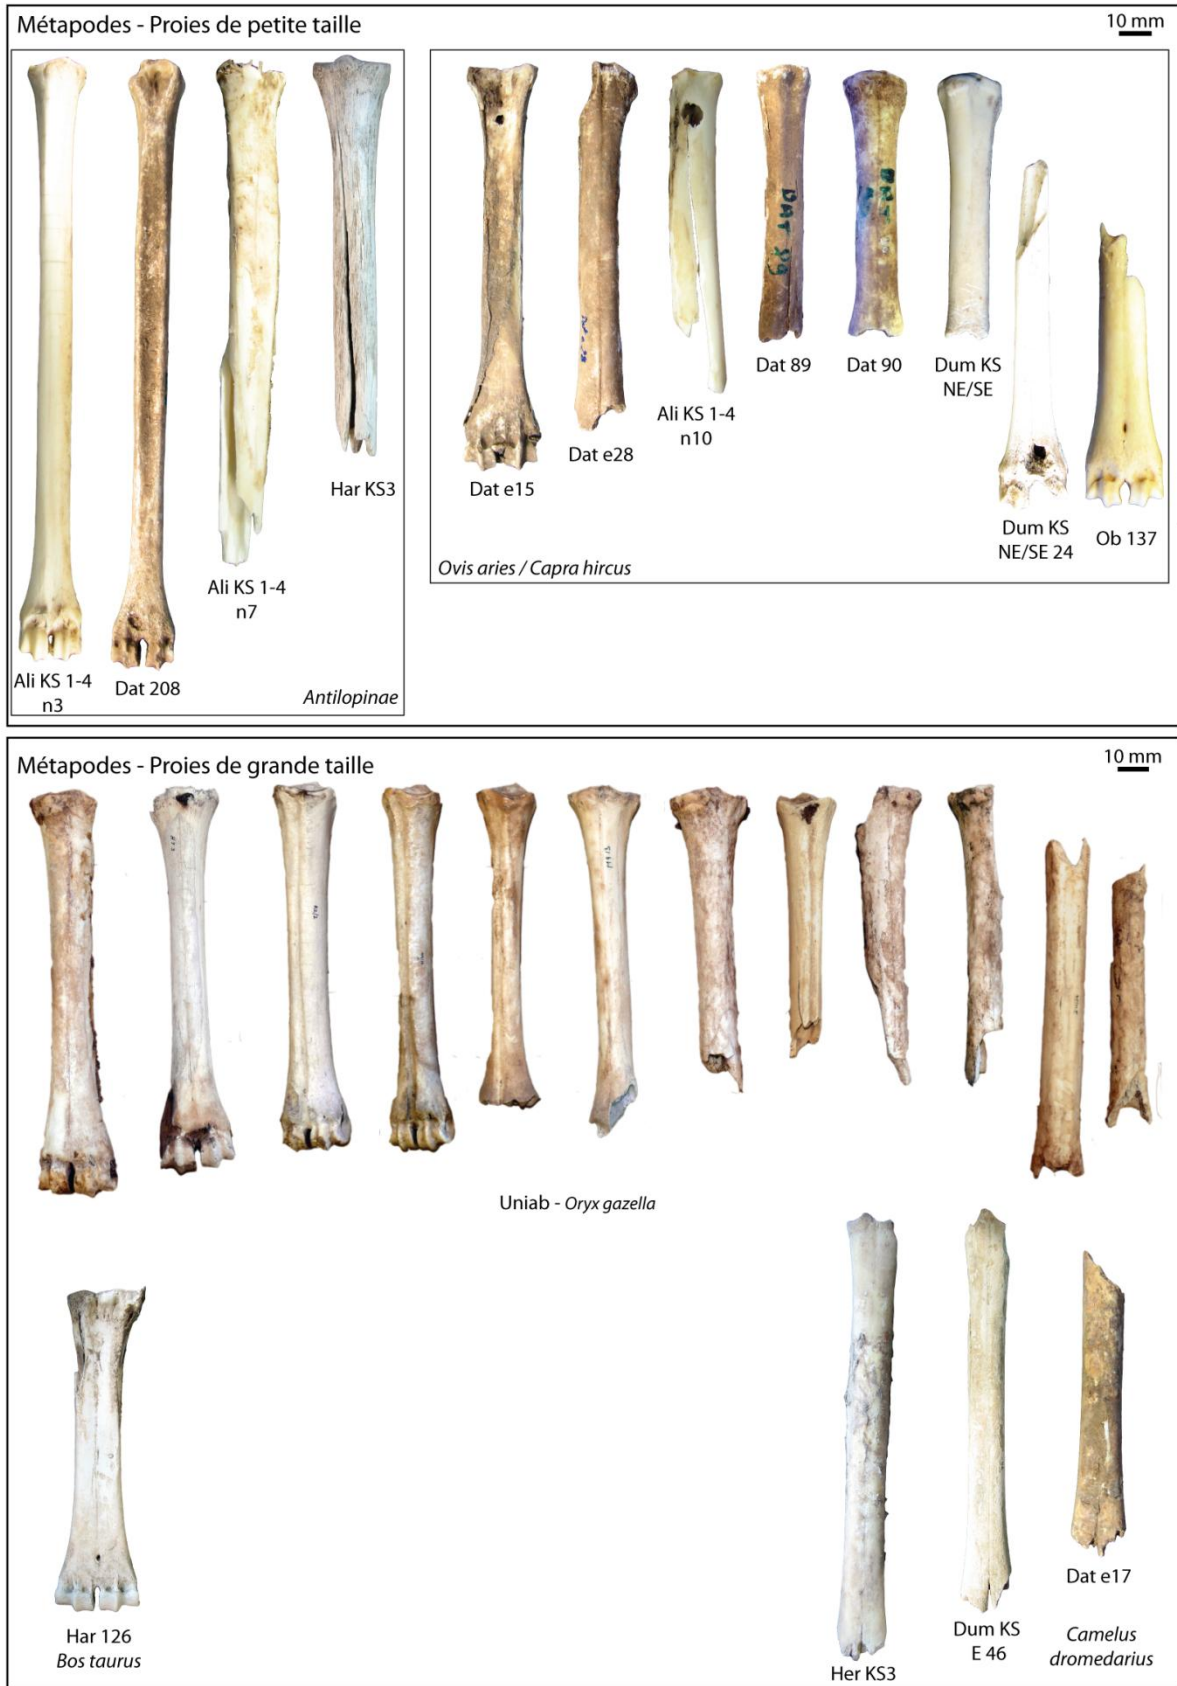 Métapodes - Proies de petite taille
10 mm
Ali KS 1-4
n3
Dat 208
Ali KS 1-4
n7
Har KS3
Antilopinae
Dat e15
Dat e28
Ali KS 1-4
n10
Dat 89
Dat 90
Dum KS
NE/SE
Dum KS
NE/SE 24
Ob 137
Ovis aries / Capra hircus
DAT 89
Métapodes - Proies de grande taille
10 mm
Uniab - Oryx gazella
Har 126
Bos taurus
Her KS3
Dum KS
E 46
Dat e17
Camelus
dromedarius